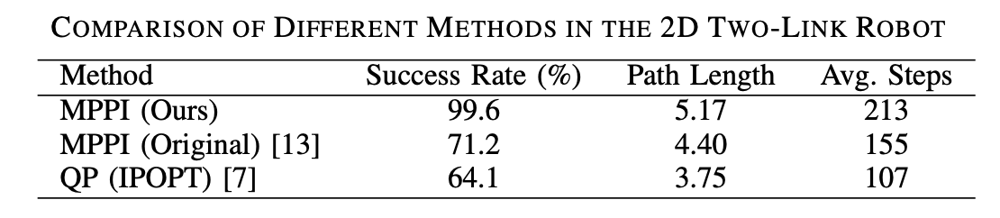 COMPARISON OF DIFFERENT METHODS IN THE 2D TWO-LINK ROBOT
Method Success Rate (%) Path Length Avg. Steps
MPPI (Ours) 99.6 5.17 213
MPPI (Original) [13] 71.2 4.40 155
QP (IPOPT) [7] 64.1 3.75 107